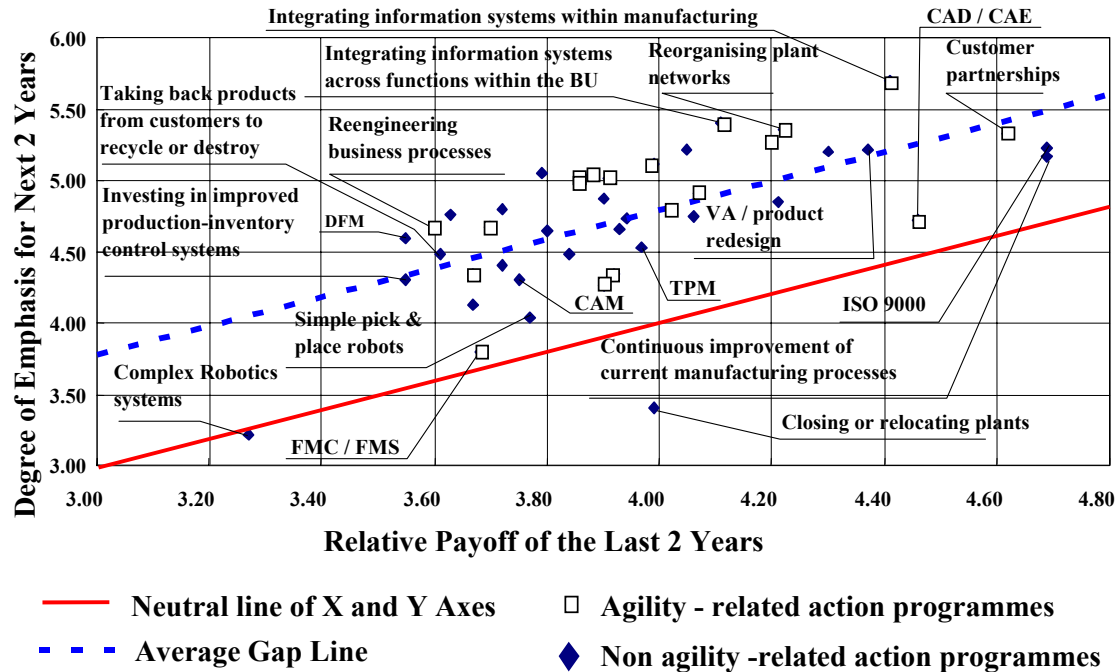 Integrating information systems within manufacturing
CAD / CAE
6.00
Integrating information systems
across functions within the BU
Reorganising plant
networks
Customer
partnerships
Taking back products
from customers to
recycle or destroy
Reengineering
business processes
5.50
5.00
Investing in improved
production-inventory
control systems
DFM
VA / product
redesign
4.50
CAM
TPM
ISO 9000
4.00
Simple pick &
place robots
Continuous improvement of
current manufacturing processes
Complex Robotics
systems
3.50
FMC / FMS
Closing or relocating plants
3.00
Degree of Emphasis for Next 2 Years
3.00 3.20 3.40 3.60 3.80 4.00 4.20 4.40 4.60 4.80
Relative Payoff of the Last 2 Years
Neutral line of X and Y Axes
Agility - related action programmes
Average Gap Line
Non agility -related action programmes